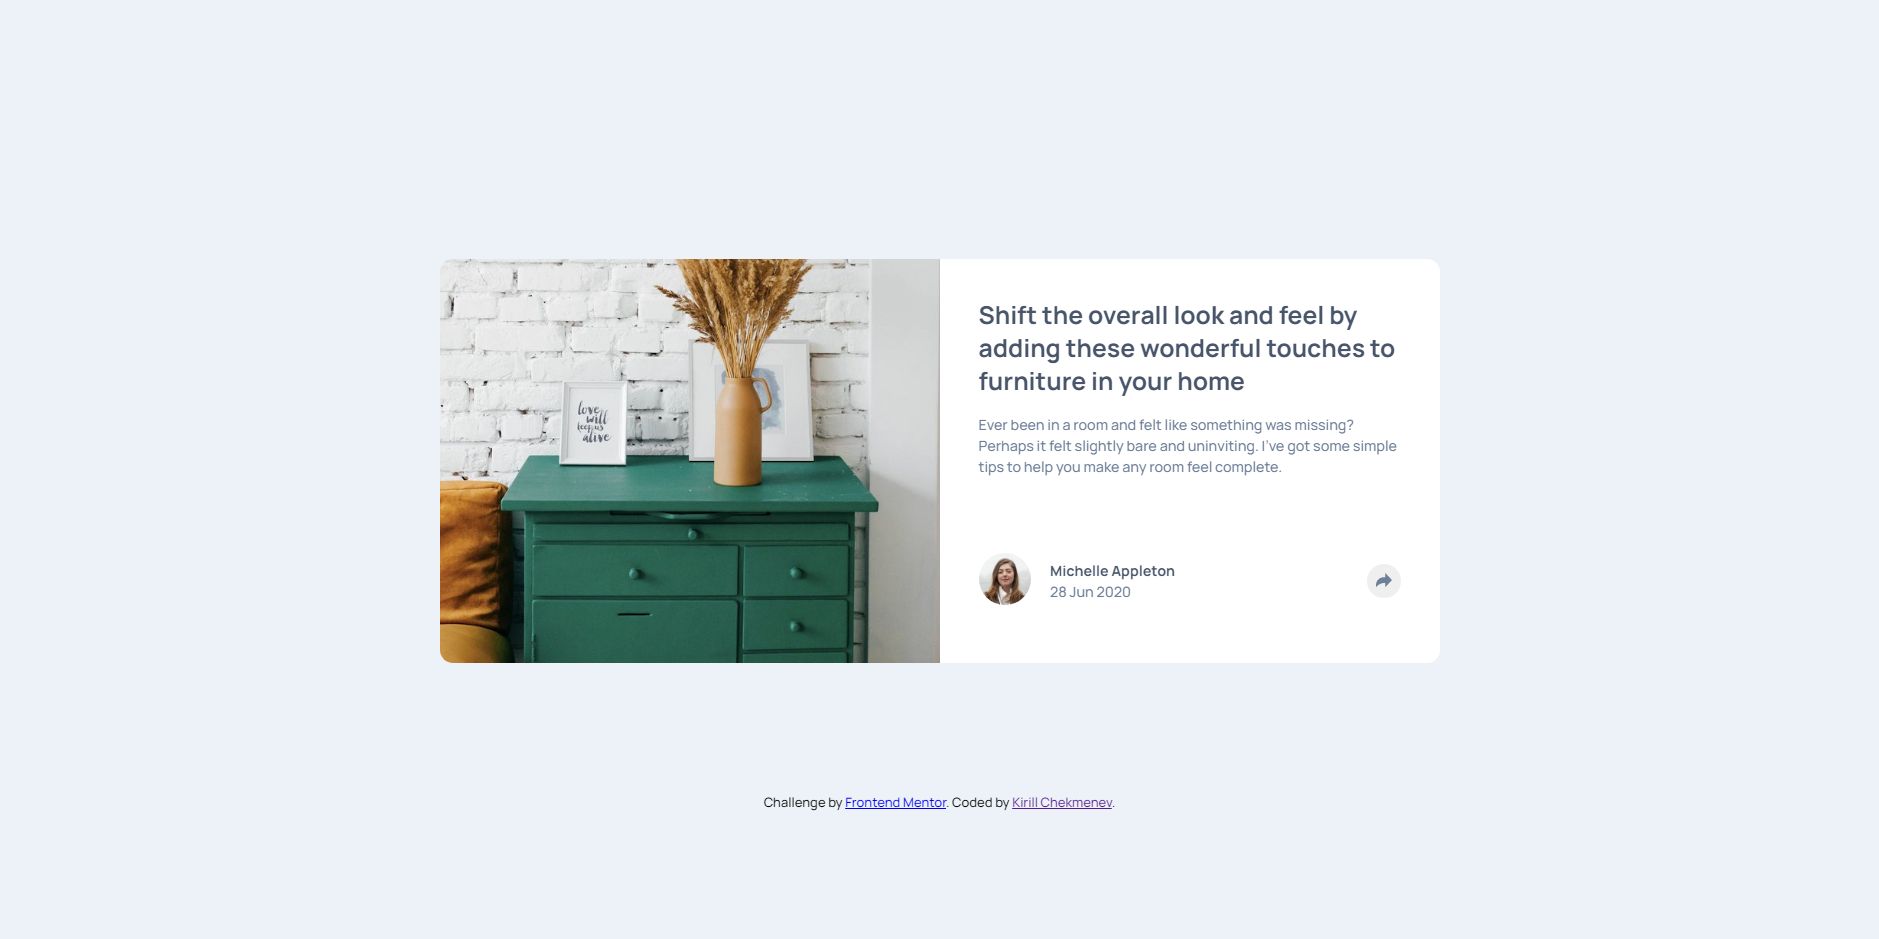 love
will
keep us
alive
Shift the overall look and feel by
adding these wonderful touches to
furniture in your home
Ever been in a room and felt like something was missing?
Perhaps it felt slightly bare and uninviting. I've got some simple
tips to help you make any room feel complete.
Michelle Appleton
28 Jun 2020
Challenge by Frontend Mentor. Coded by Kirill Chekmenev.